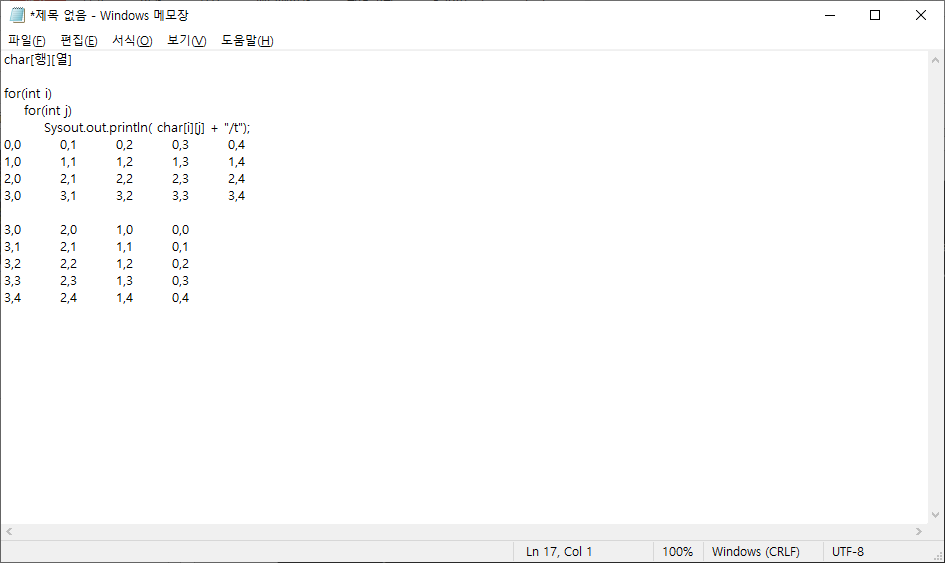 *제목 없음 - Windows 메모장
파일(F) 편집(E) 서식(O) 보기(V) 도움말(H)
char[행][열]
for(int i)
for(int j)
Sysout.out.println( char[i][j] + "/t");
0,0 0,1 0,2 0,3 0,4
1,0 1,1 1,2 1,3 1,4
2,0 2,1 2,2 2,3 2,4
3,0 3,1 3,2 3,3 3,4
3,0 2,0 1,0 0,0
3,1 2,1 1,1 0,1
3,2 2,2 1,2 0,2
3,3 2,3 1,3 0,3
3,4 2,4 1,4 0,4
Ln 17, Col 1 100% Windows (CRLF) UTF-8